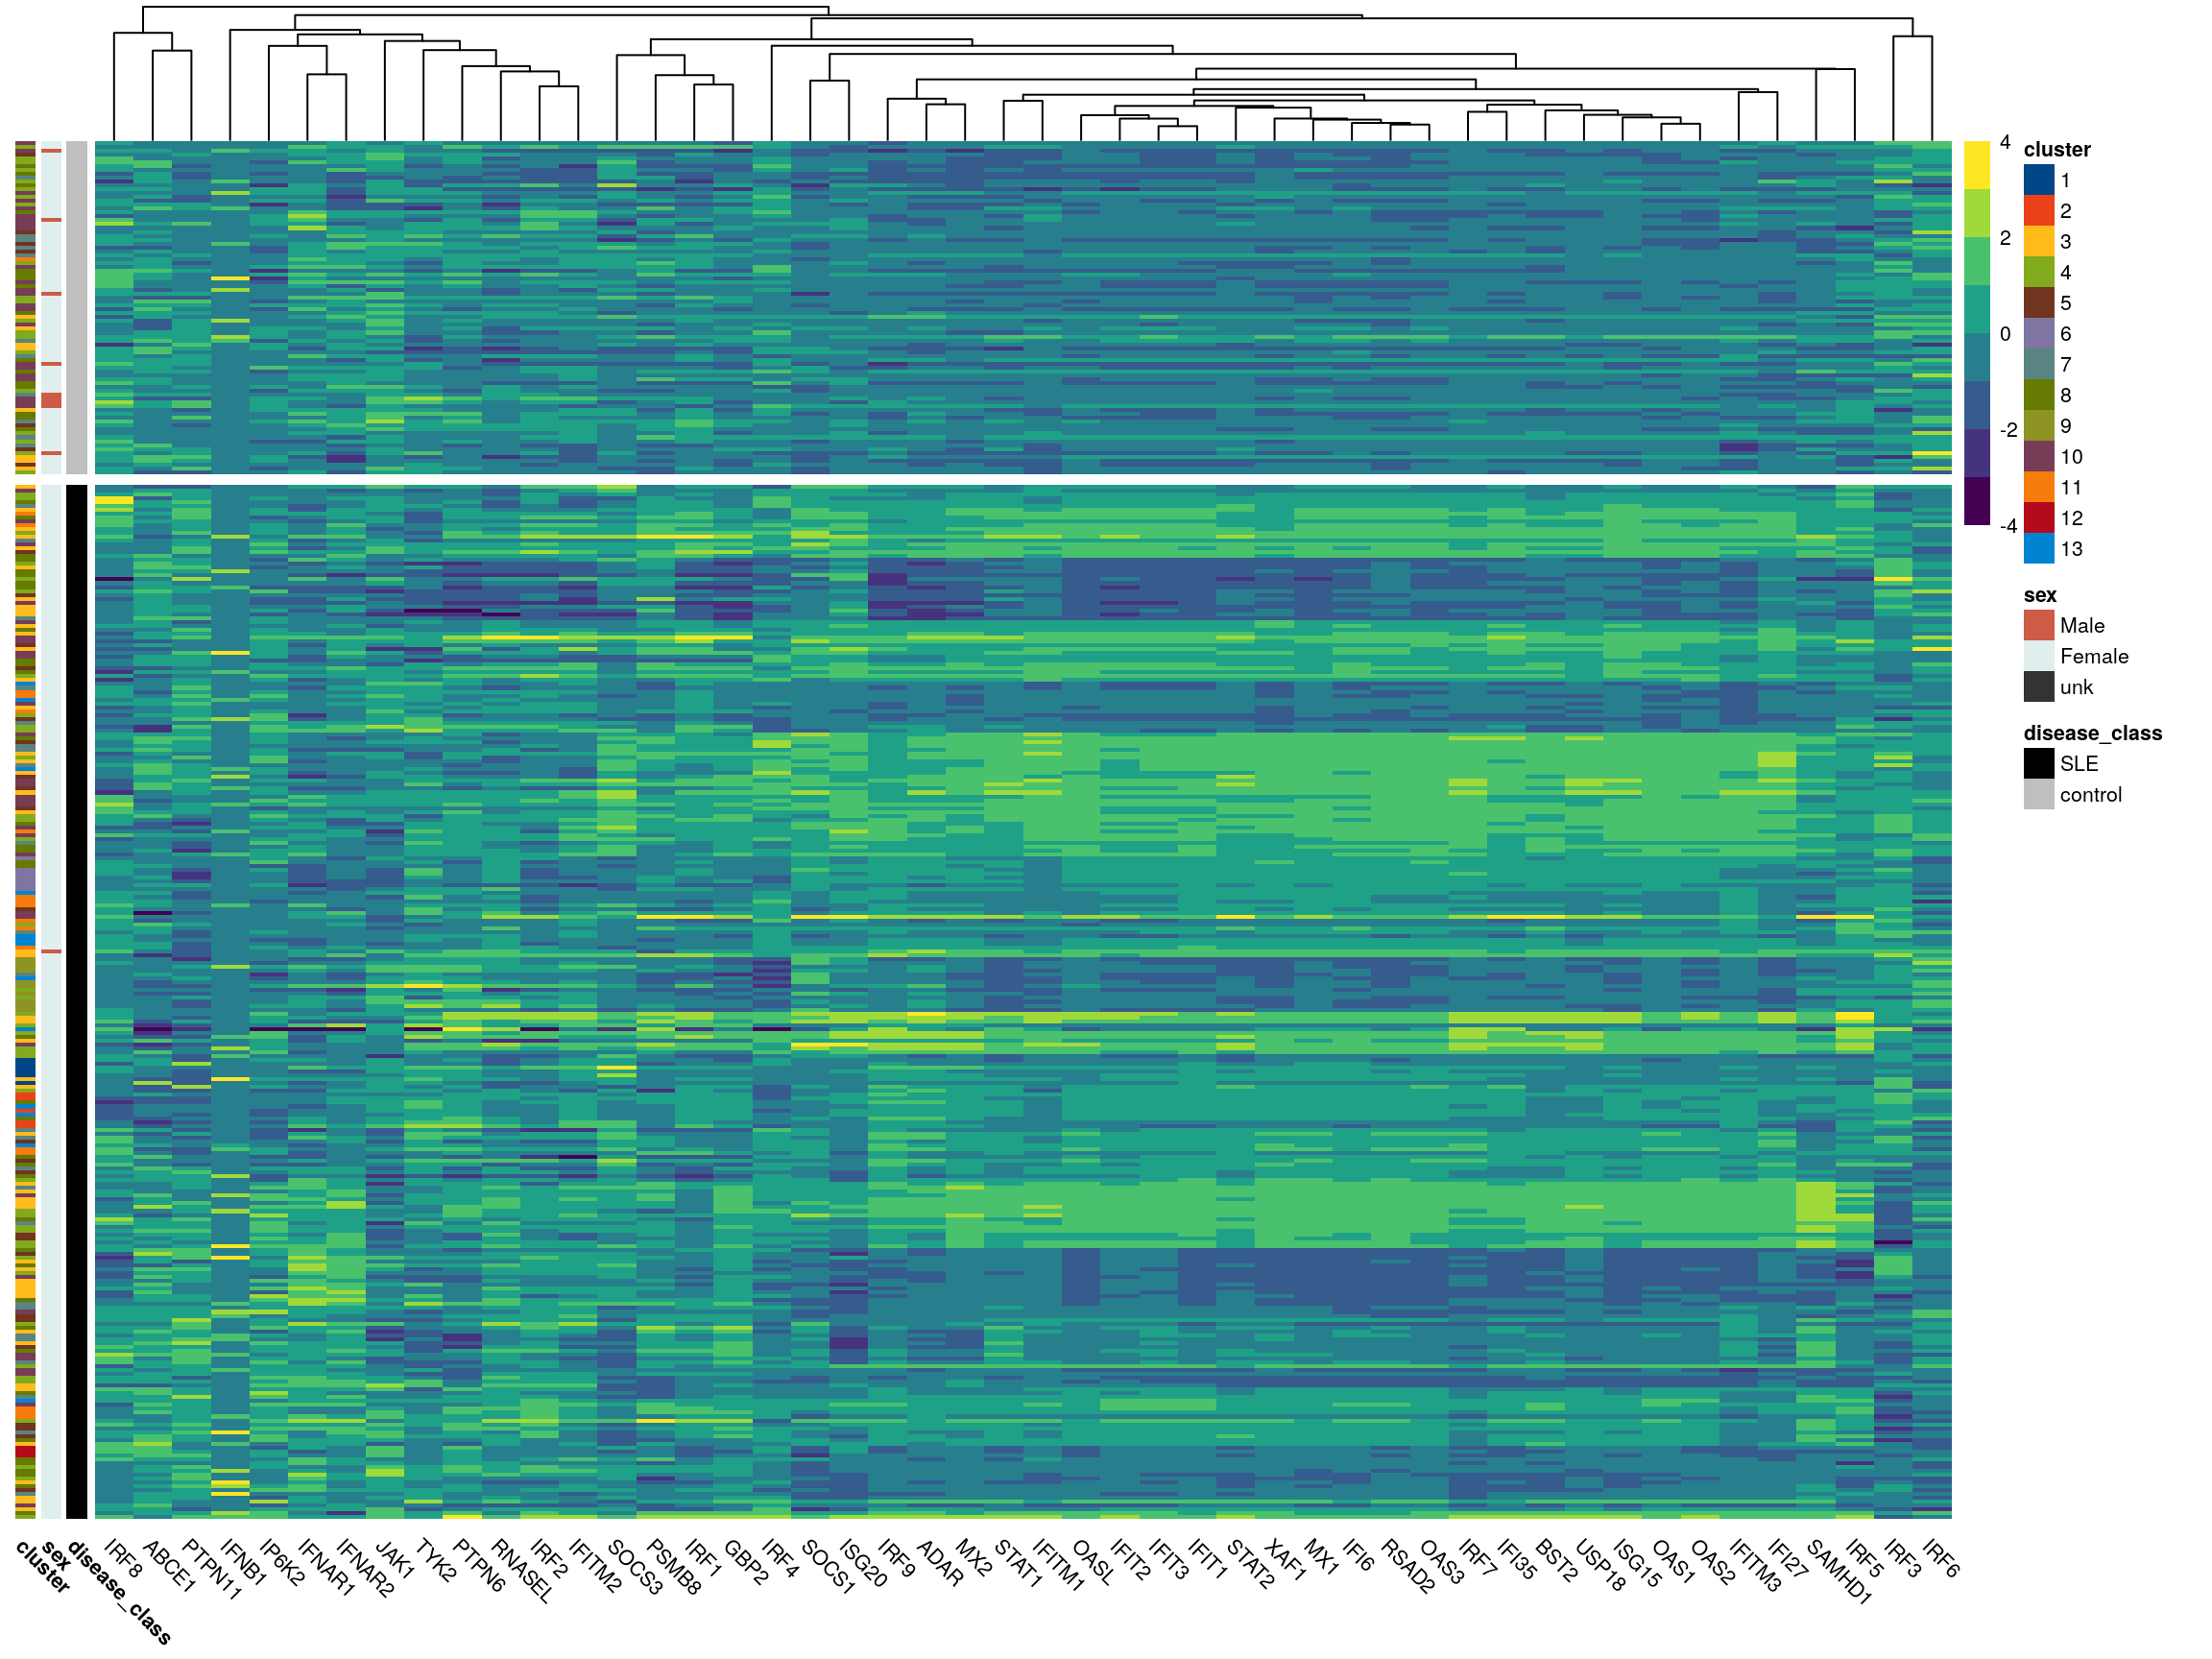 4
2
0
-2
-4
cluster
1
2
3
4
5
6
7
8
9
10
11
12
13
sex
Male
Female
unk
disease_class
SLE
control
cluster
sex
disease_class
IRF8
ABCE1
PTPN11
IFNB1
IP6K2
IFNAR1
IFNAR2
JAK1
TYK2
PTPN6
RNASEL
IRF2
IFITM2
SOCS3
PSMB8
IRF1
GBP2
IRF4
SOCS1
ISG20
IRF9
ADAR
MX2
STAT1
IFITM1
OASL
IFIT2
IFIT3
IFIT1
STAT2
XAF1
MX1
IFI6
RSAD2
OAS3
IRF7
IFI35
BST2
USP18
ISG15
OAS1
OAS2
IFITM3
IFI27
SAMHD1
IRF5
IRF3
IRF6